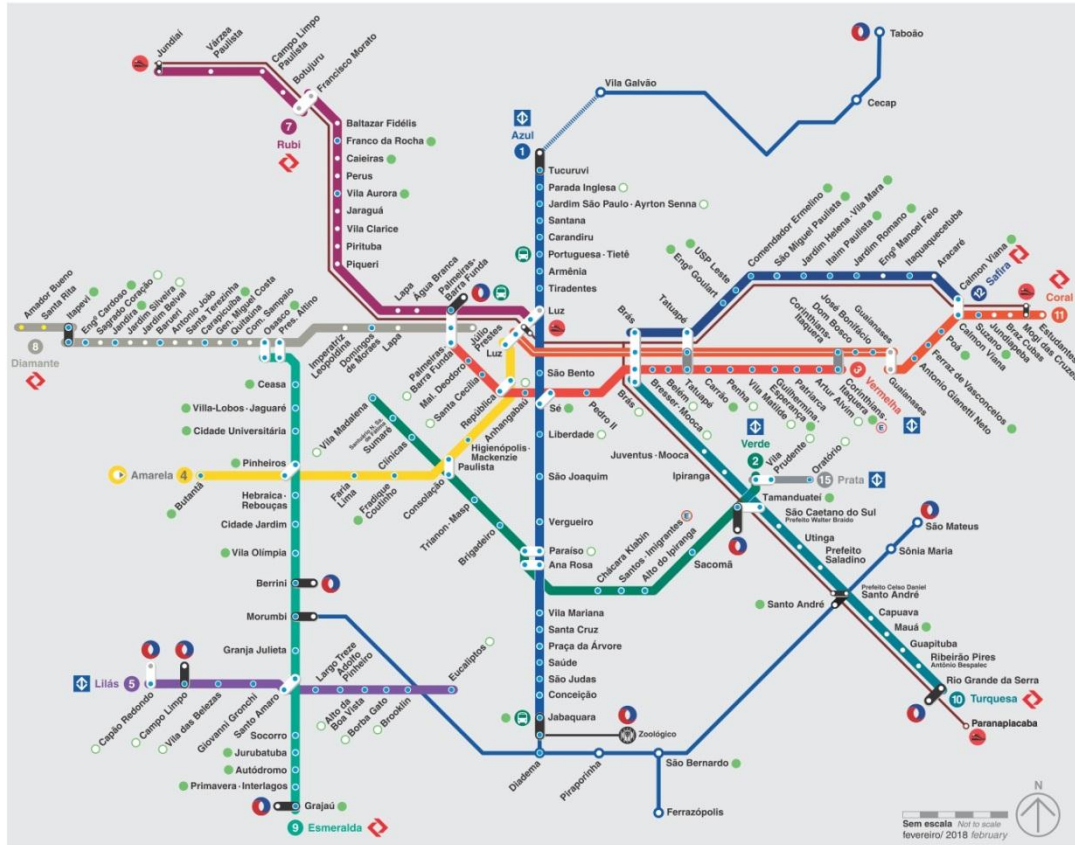 Jundiaí
Várzea
Paulista
Campo Limpo
Paulista
Botujuru
Francisco Morato
7
Rubi
Baltazar Fidélis
Franco da Rocha
Caieiras
Perus
Vila Aurora
Jaraguá
Vila Clarice
Pirituba
Piqueri
Lapa
Água Branca
Palmeiras-
Barra Funda
Luz
Azul
1
Tucuruvi
Parada Inglesa
Jardim São Paulo · Ayrton Senna
Santana
Carandiru
Portuguesa · Tietê
Armênia
Tiradentes
Luz
São Bento
Sé
Liberdade
São Joaquim
Vergueiro
Paraíso
Ana Rosa
Vila Mariana
Santa Cruz
Praça da Árvore
Saúde
São Judas
Conceição
Jabaquara
Zoológico
Vila Galvão
Cecap
Taboão
Amador Bueno
Santa Rita
Itapevi
Engº Cardoso
Sagrado Coração
Jandira
Jardim Silveira
Jardim Belval
Barueri
Antonio João
Santa Terezinha
Carapicuíba
Gen. Miguel Costa
Quitaúna
Com. Sampaio
Osasco
Pres. Altino
Imperatriz
Leopoldina
Domingos
de Moraes
Lapa
Palmeiras-
Barra Funda
Júlio
Prestes
8
Diamante
Ceasa
Villa-Lobos · Jaguaré
Cidade Universitária
Pinheiros
Hebraica ·
Rebouças
Cidade Jardim
Vila Olímpia
Berrini
Morumbi
Granja Julieta
Santo Amaro
Socorro
Jurubatuba
Autódromo
Primavera · Interlagos
Grajaú
9 Esmeralda
Amarela 4
Butantã
Faria
Lima
Fradique
Coutinho
Clínicas
Sumaré
Vila Madalena
Consolação
Paulista
Higienópolis-
Mackenzie
República
Anhangabaú
Santa Cecília
Mal. Deodoro
Trianon - Masp
Brigadeiro
Chácara Klabin
Santos - Imigrantes
Alto do Ipiranga
Sacomã
Tamanduateí
Verde
2
Vila
Prudente
Oratório
15 Prata
Pedro II
Brás
Brás
Bresser - Mooca
Belém
Tatuapé
Tatuapé
Carrão
Penha
Vila
Matilde
Guilhermina
Esperança
Patriarca
Artur Alvim
Corinthians -
Itaquera
3
Vermelha
Corinthians-
Itaquera
Dom Bosco
José Bonifácio
Guaianases
Guaianases
Antonio Gianetti Neto
Ferraz de Vasconcelos
Poá
Calmon Viana
Suzano
Jundiapeba
Braz Cubas
Mogi das Cruzes
Estudantes
Coral
11
Engº Goulart
USP Leste
Comendador Ermelino
São Miguel Paulista
Jardim Helena · Vila Mara
Itaim Paulista
Jardim Romano
Engº Manoel Feio
Itaquaquecetuba
Aracaré
Calmon Viana
12
Safira
Juventus - Mooca
Ipiranga
São Caetano do Sul
Prefeito Walter Braido
Utinga
Prefeito
Saladino
Prefeito Celso Daniel
Santo André
Capuava
Mauá
Guapituba
Ribeirão Pires
Antônio Bespalec
Rio Grande da Serra
10 Turquesa
Paranapiacaba
Lilás 5
Capão Redondo
Campo Limpo
Vila das Belezas
Giovanni Gronchi
Largo Treze
Adolfo
Pinheiro
Alto da
Boa Vista
Borba Gato
Brooklin
Eucaliptos
Diadema
Piraporinha
São Bernardo
Ferrazópolis
Santo André
Sônia Maria
São Mateus
N
Sem escala Not to scale
fevereiro/ 2018 february